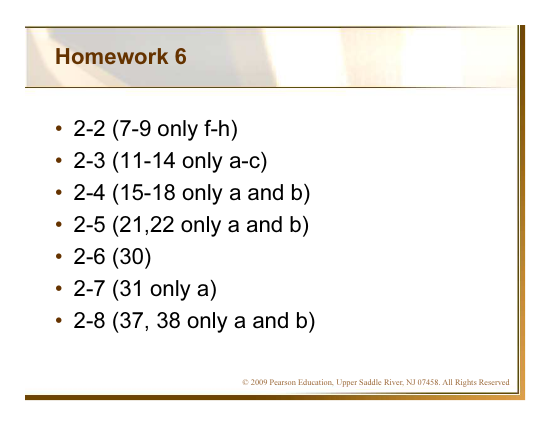 Homework 6
• 2-2 (7-9 only f-h)
• 2-3 (11-14 only a-c)
• 2-4 (15-18 only a and b)
• 2-5 (21,22 only a and b)
• 2-6 (30)
• 2-7 (31 only a)
• 2-8 (37, 38 only a and b)
© 2009 Pearson Education, Upper Saddle River, NJ 07458. All Rights Reserved